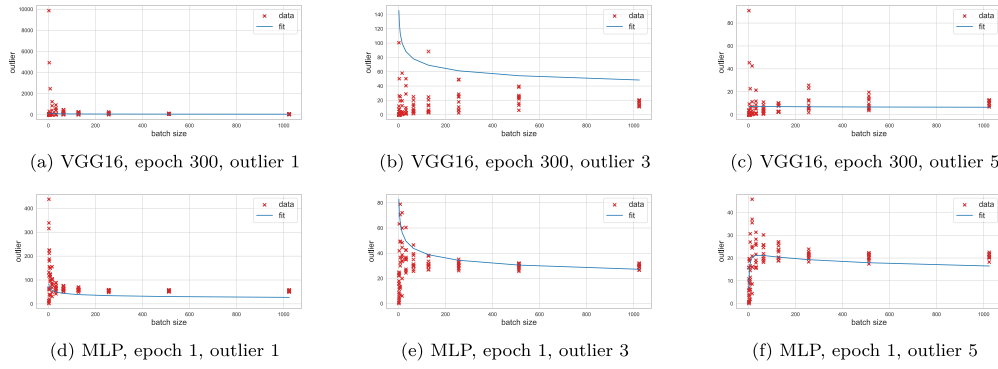 10000
8000
6000
4000
2000
0
outlier
0 200 400 600 800 1000
batch size
data
fit
(a) VGG16, epoch 300, outlier 1
140
120
100
80
60
40
20
0
outlier
0 200 400 600 800 1000
batch size
data
fit
(b) VGG16, epoch 300, outlier 3
80
60
40
20
0
outlier
0 200 400 600 800 1000
batch size
data
fit
(c) VGG16, epoch 300, outlier 5
400
300
200
100
0
outlier
0 200 400 600 800 1000
batch size
data
fit
(d) MLP, epoch 1, outlier 1
80
60
40
20
0
outlier
0 200 400 600 800 1000
batch size
data
fit
(e) MLP, epoch 1, outlier 3
40
30
20
10
0
outlier
0 200 400 600 800 1000
batch size
data
fit
(f) MLP, epoch 1, outlier 5